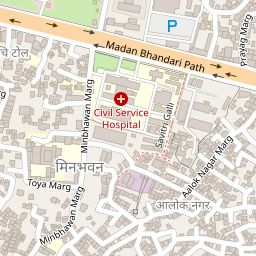 P
Madan Bhandari Path
Prayek Marg
चे टोल
Minbhawan Marg
Civil Service
Hospital
Savitri Galli
Aalok Nagar Marg
मिनभवन
Toya Marg
आलोक नगर
Minbhawan Marg